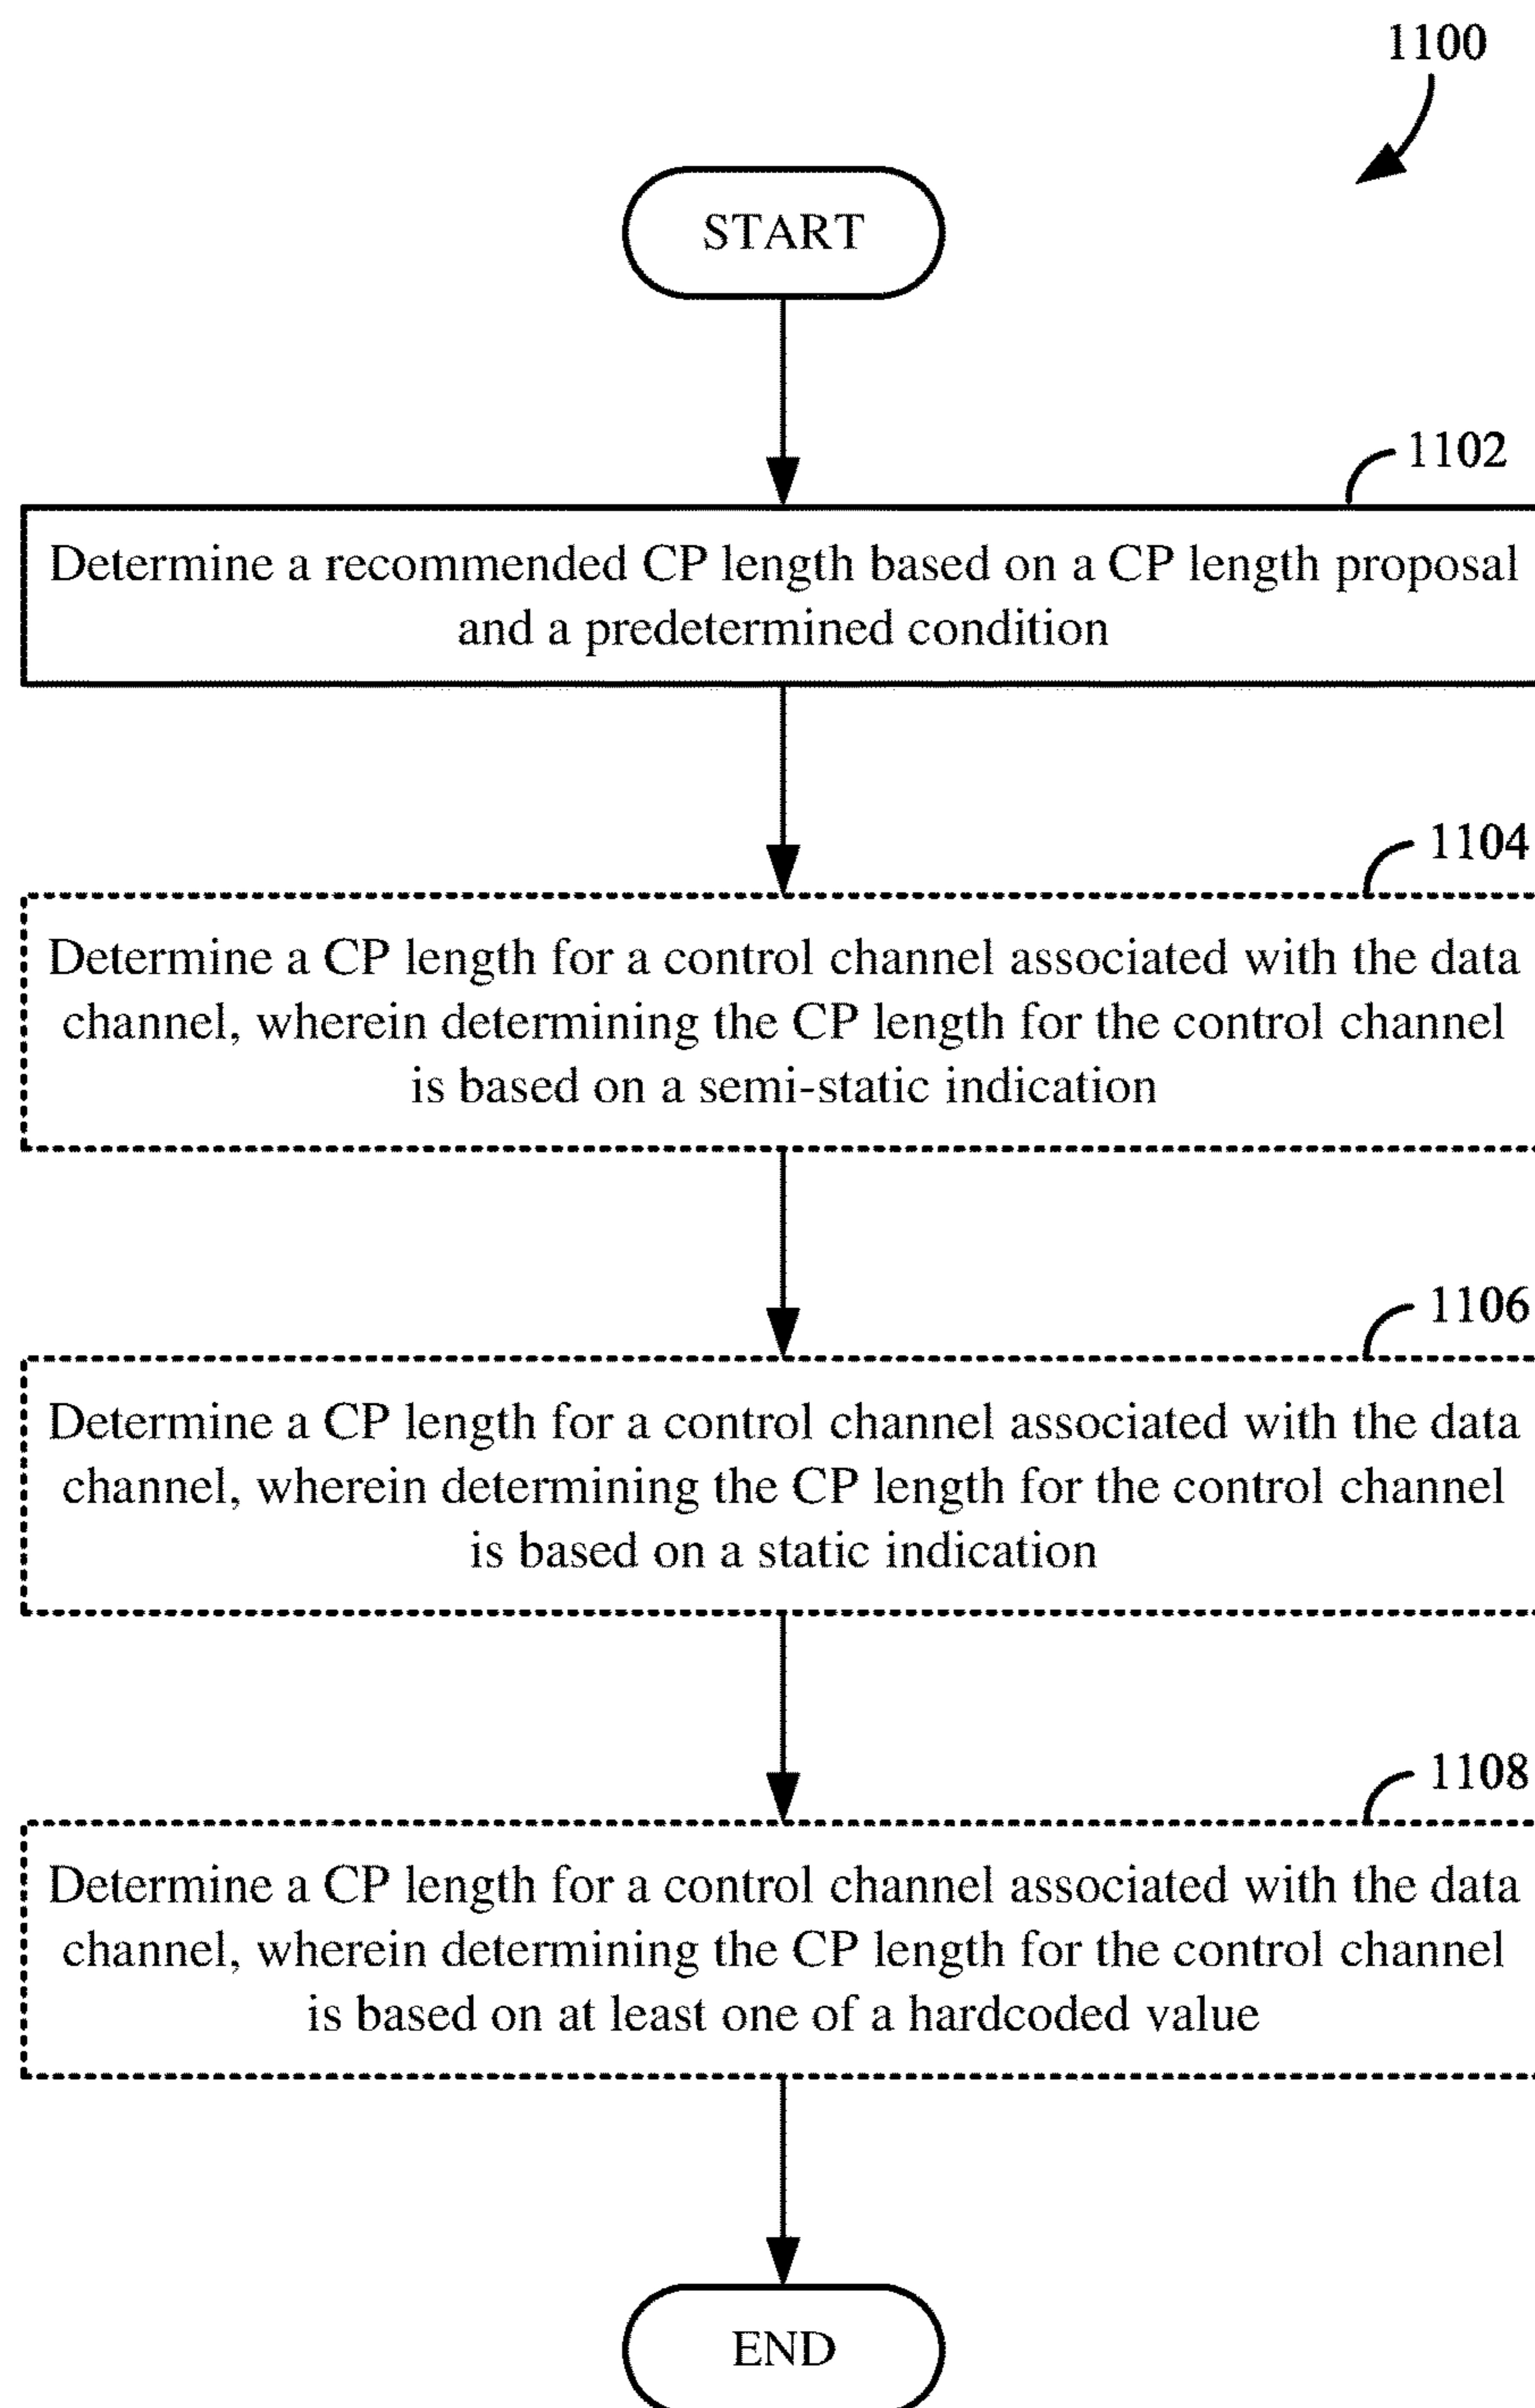 1100
START
1102
Determine a recommended CP length based on a CP length proposal
and a predetermined condition
1104
Determine a CP length for a control channel associated with the data
channel, wherein determining the CP length for the control channel
is based on a semi-static indication
1106
Determine a CP length for a control channel associated with the data
channel, wherein determining the CP length for the control channel
is based on a static indication
1108
Determine a CP length for a control channel associated with the data
channel, wherein determining the CP length for the control channel
is based on at least one of a hardcoded value
END